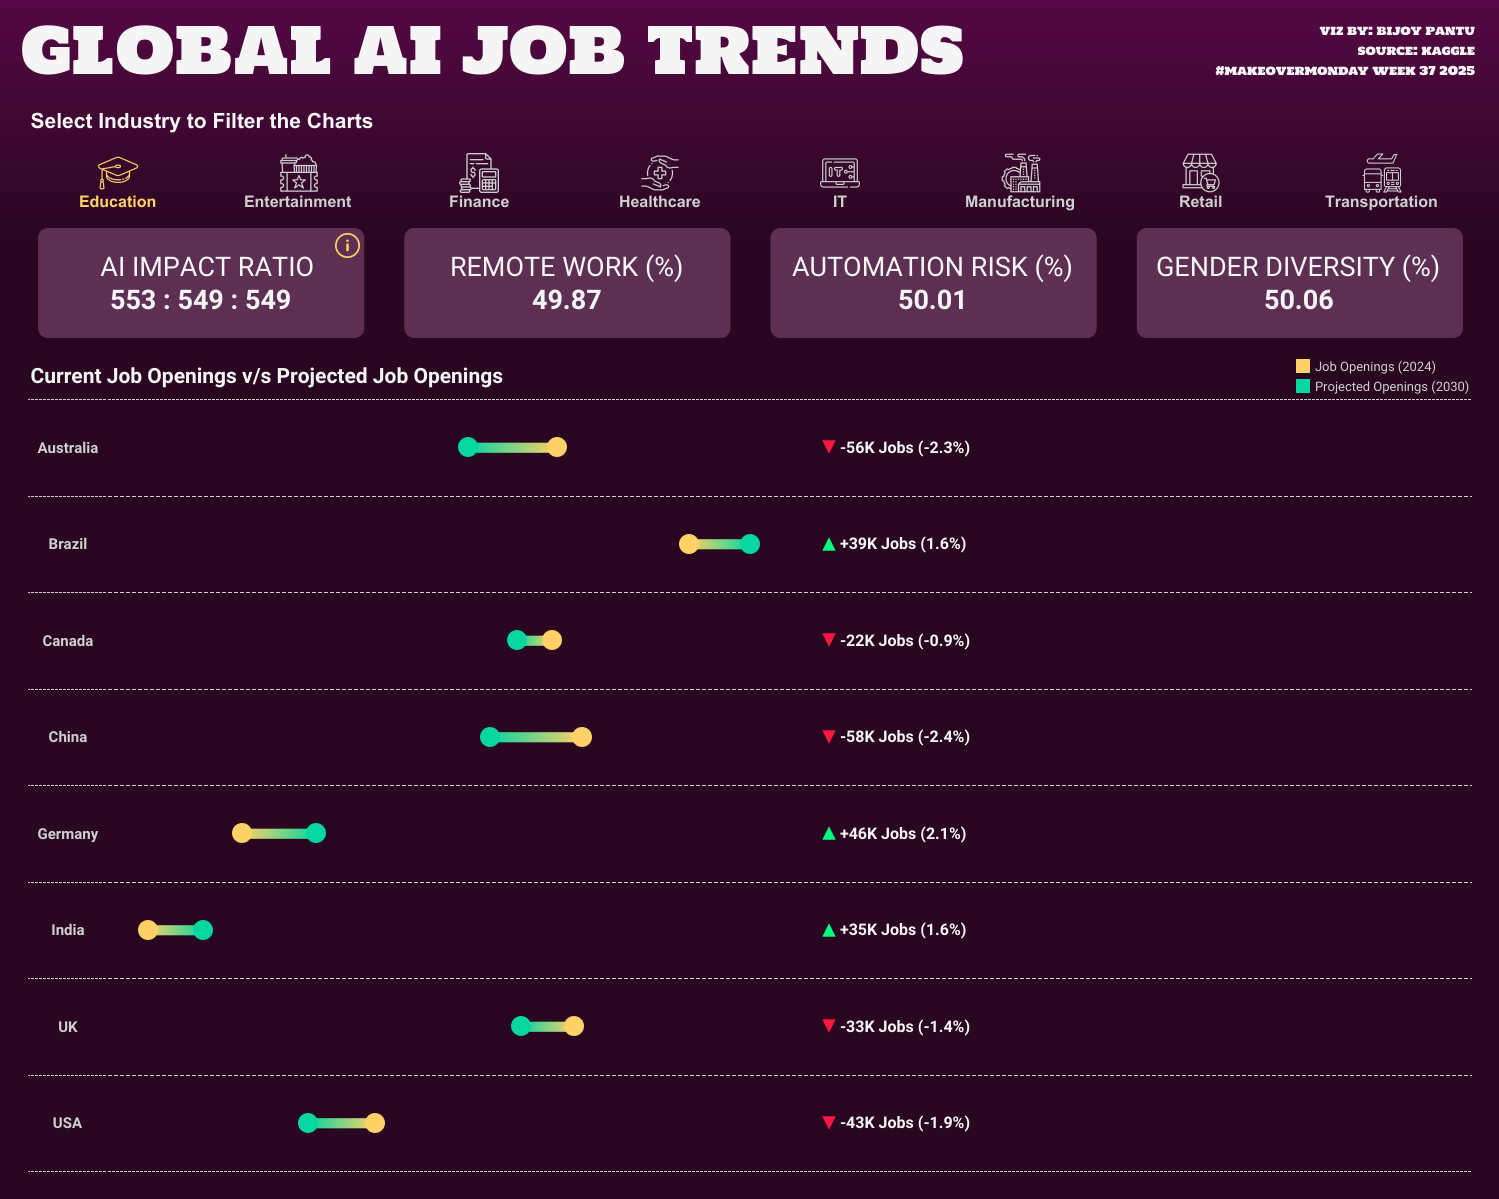 GLOBAL AI JOB TRENDS
VIZ BY: BIJOY PANTU
SOURCE: KAGGLE
#MAKEOVERMONDAY WEEK 37 2025
Select Industry to Filter the Charts
Education
Entertainment
Finance
Healthcare
IT
IT
Manufacturing
Retail
Transportation
AI IMPACT RATIO
553 : 549 : 549
REMOTE WORK (%)
49.87
AUTOMATION RISK (%)
50.01
GENDER DIVERSITY (%)
50.06
Current Job Openings v/s Projected Job Openings
Job Openings (2024)
Projected Openings (2030)
Australia
-56K Jobs (-2.3%)
Brazil
+39K Jobs (1.6%)
Canada
-22K Jobs (-0.9%)
China
-58K Jobs (-2.4%)
Germany
+46K Jobs (2.1%)
India
+35K Jobs (1.6%)
UK
-33K Jobs (-1.4%)
USA
-43K Jobs (-1.9%)